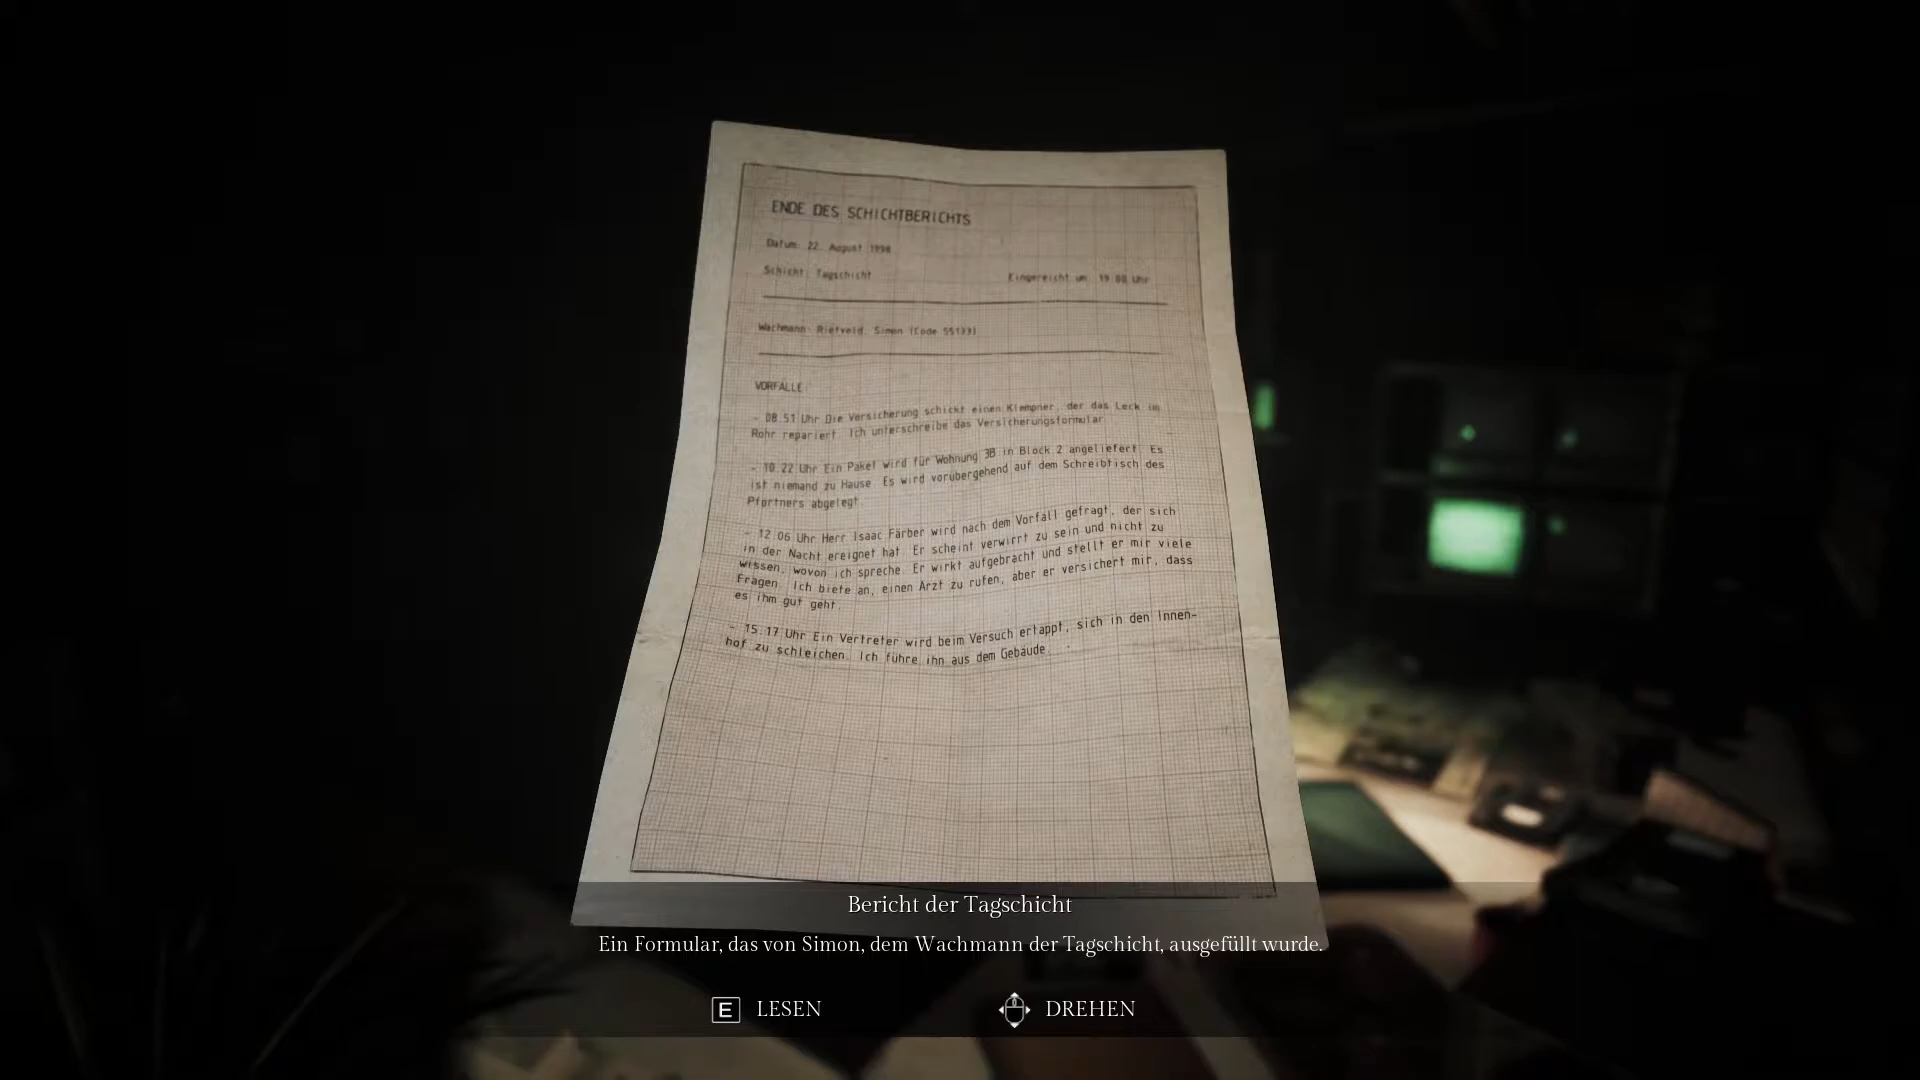 ENDE DES SCHICHTBERICHTS
Datum: 22. August 1998
Schicht: Tagschicht
Eingereicht um: 19:00 Uhr
Wachmann: Rietveld, Simon (Code 55133)
VORFÄLLE:
- 08.51 Uhr Die Versicherung schickt einen Klempner, der das Leck im
Rohr repariert. Ich unterschreibe das Versicherungsformular.
- 10.22 Uhr Ein Paket wird für Wohnung 3B in Block 2 angeliefert. Es
ist niemand zu Hause. Es wird vorübergehend auf dem Schreibtisch des
Pförtners abgelegt.
- 12.06 Uhr Herr Isaac Färber wird nach dem Vorfall gefragt, der sich
in der Nacht ereignet hat. Er scheint verwirrt zu sein und nicht zu
wissen, wovon ich spreche. Er wirkt aufgebracht und stellt er mir viele
Fragen. Ich biete an, einen Arzt zu rufen, aber er versichert mir, dass
es ihm gut geht.
- 15.17 Uhr Ein Vertreter wird beim Versuch ertappt, sich in den Innen-
hof zu schleichen. Ich führe ihn aus dem Gebäude.
Bericht der Tagschicht
Ein Formular, das von Simon, dem Wachmann der Tagschicht, ausgefüllt wurde.
E LESEN
DREHEN